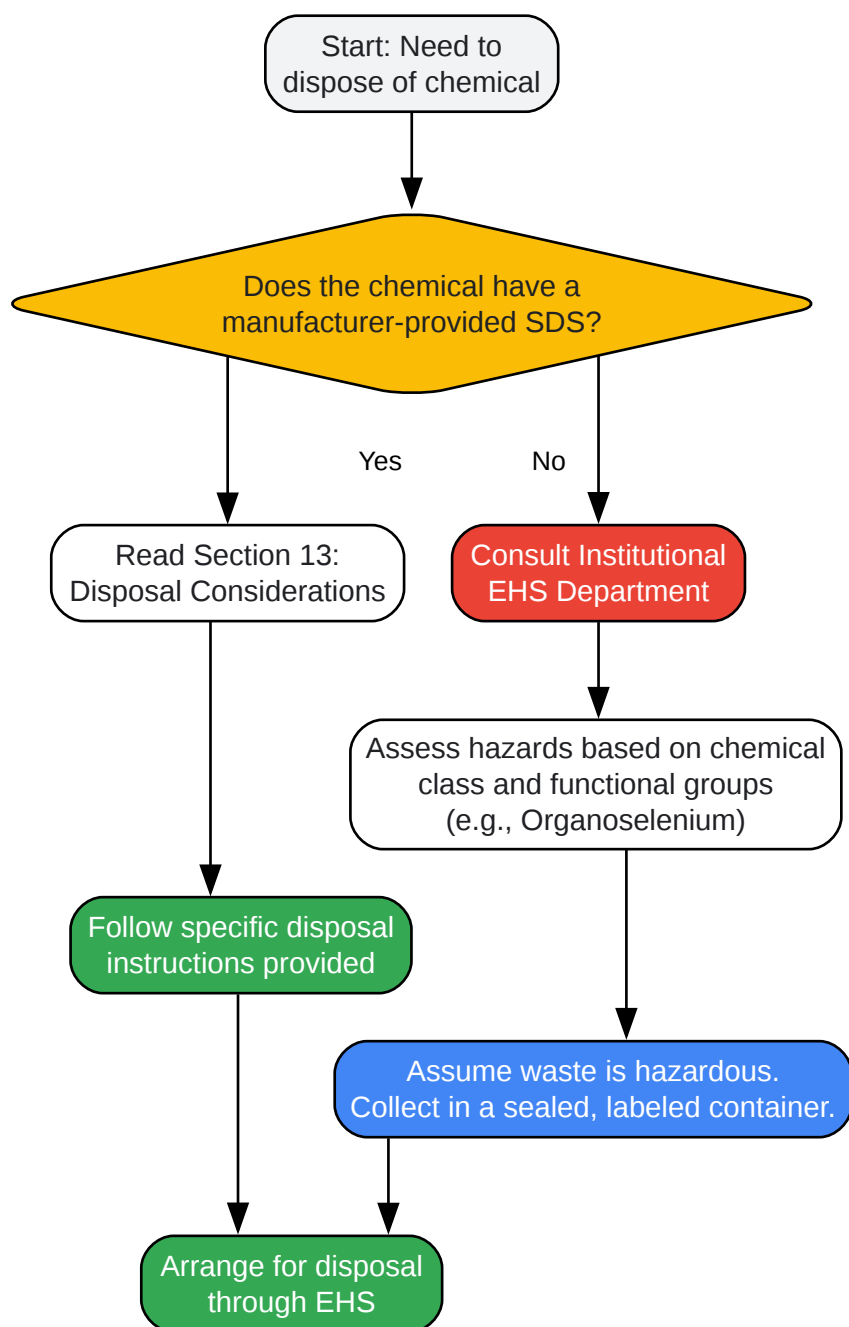 Start: Need to
dispose of chemical
Does the chemical have a
manufacturer-provided SDS?
Yes
No
Read Section 13:
Disposal Considerations
Consult Institutional
EHS Department
Assess hazards based on chemical
class and functional groups
(e.g., Organoselenium)
Follow specific disposal
instructions provided
Assume waste is hazardous.
Collect in a sealed, labeled container.
Arrange for disposal
through EHS